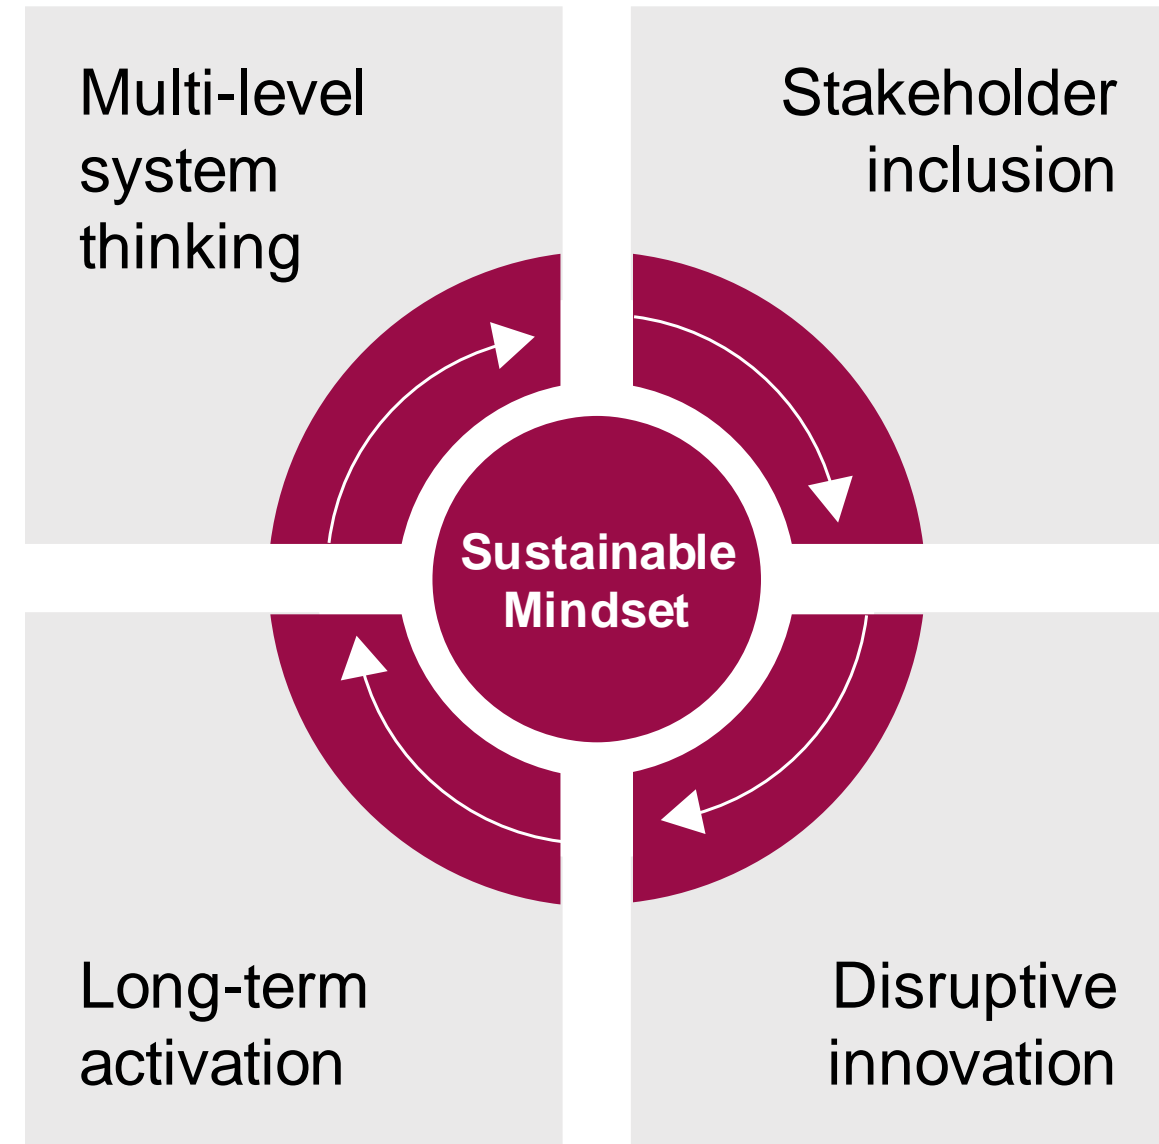 Multi-level
system
thinking
Stakeholder
inclusion
Sustainable
Mindset
Long-term
activation
Disruptive
innovation